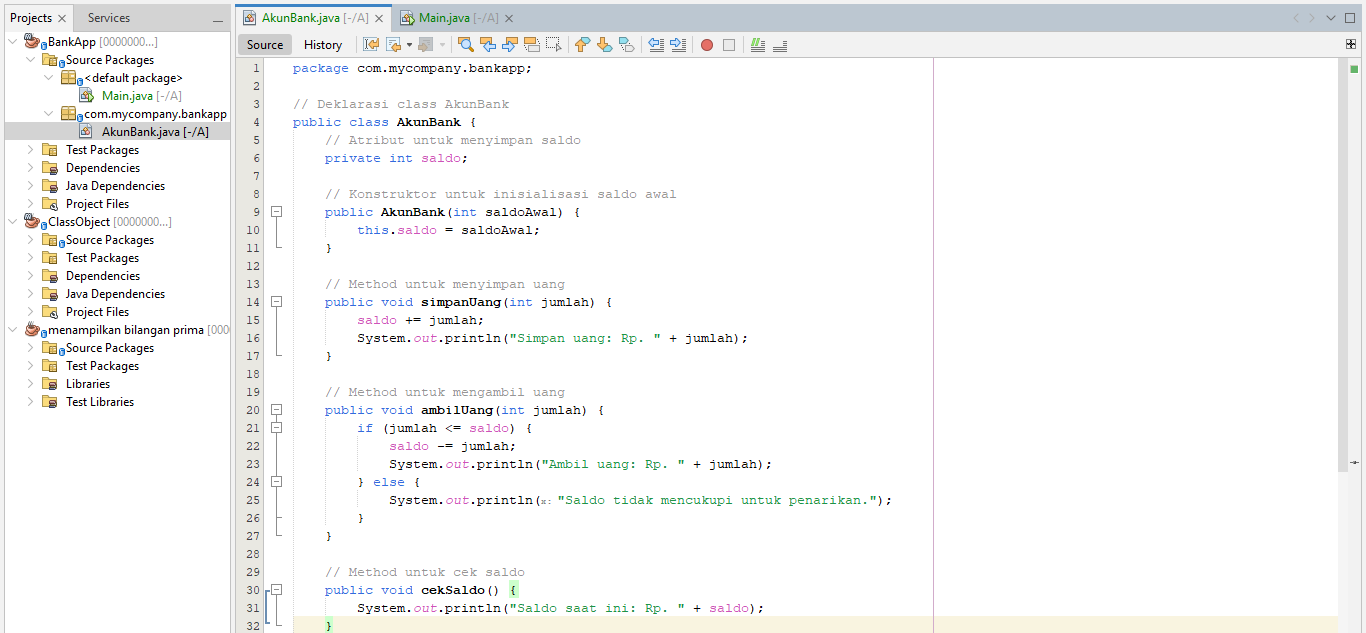 Projects Services
BankApp [0000000...]
Source Packages
<default package>
Main.java [-/A]
com.mycompany.bankapp
AkunBank.java [-/A]
Test Packages
Dependencies
Java Dependencies
Project Files
ClassObject [0000000...]
Source Packages
Test Packages
Dependencies
Java Dependencies
Project Files
menampilkan bilangan prima [000
Source Packages
Test Packages
Libraries
Test Libraries
AkunBank.java [-/A] Main.java [-/A]
Source History
1 package com.mycompany.bankapp;
2
3 // Deklarasi class AkunBank
4 public class AkunBank {
5 // Atribut untuk menyimpan saldo
6 private int saldo;
7
8 // Konstruktor untuk inisialisasi saldo awal
9 public AkunBank(int saldoAwal) {
10 this.saldo = saldoAwal;
11 }
12
13 // Method untuk menyimpan uang
14 public void simpanUang(int jumlah) {
15 saldo += jumlah;
16 System.out.println("Simpan uang: Rp. " + jumlah);
17 }
18
19 // Method untuk mengambil uang
20 public void ambilUang(int jumlah) {
21 if (jumlah <= saldo) {
22 saldo -= jumlah;
23 System.out.println("Ambil uang: Rp. " + jumlah);
24 } else {
25 System.out.println(x: "Saldo tidak mencukupi untuk penarikan.");
26 }
27 }
28
29 // Method untuk cek saldo
30 public void cekSaldo() {
31 System.out.println("Saldo saat ini: Rp. " + saldo);
32 }